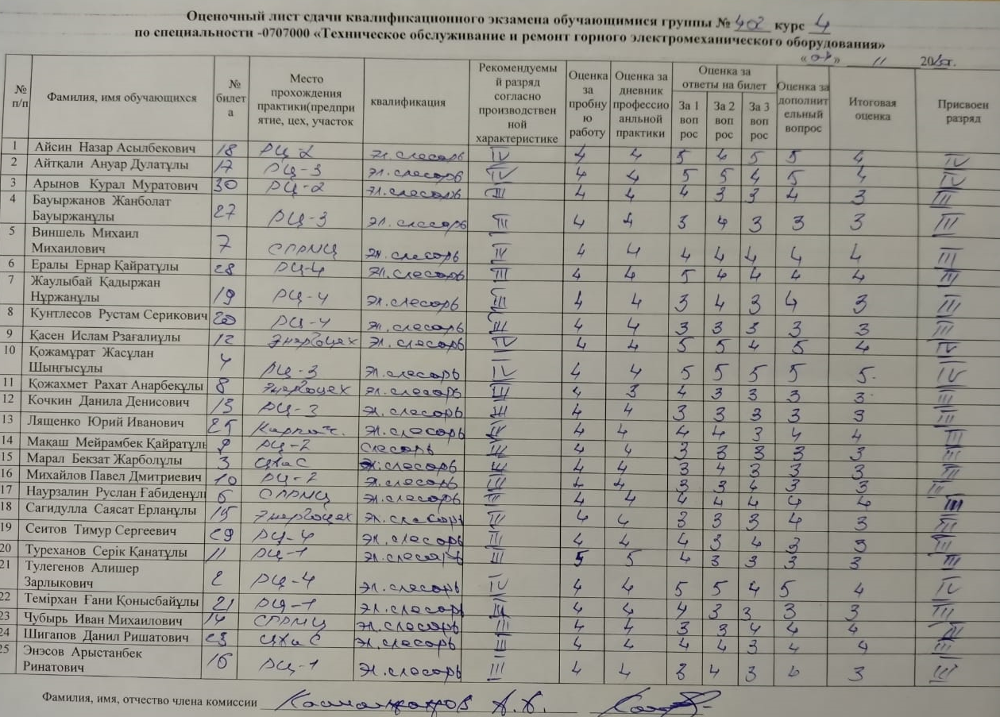 Оценочный лист сдачи квалификационного экзамена обучающимися группы № 402 курс 4
по специальности -0707000 «Техническое обслуживание и ремонт горного электромеханического оборудования»
« » 11 20 г.
№ п/п Фамилия, имя обучающихся № билета Место прохождения практики(предприятие, цех, участок квалификация Рекомендуемый разряд согласно производственной характеристике Оценка за пробную работу Оценка за дневник профессианльной практики Оценка за ответы на билет За 1 вопрос За 2 вопрос За 3 вопрос Оценка за дополнительный вопрос Итоговая оценка Присвоен разряд
1 Айсин Назар Асылбекович 18 РЦ-2 Эл.слесарь IV 4 4 5 4 5 5 4 IV
2 Айтқали Ануар Дулатұлы 17 РЦ-3 Эл.слесарь IV 4 4 5 5 4 5 4 IV
3 Арынов Курал Муратович 30 РЦ-2 Эл.слесарь III 4 4 4 3 3 4 3 III
4 Бауыржанов Жанболат
Бауыржанұлы 27 РЦ-3 Эл.слесарь III 4 4 3 4 3 3 3 III
5 Виншель Михаил
Михаилович 7 СРРМЦ Эл.слесарь IV 4 4 4 4 4 4 4 III
6 Ералы Ернар Қайратұлы 28 РЦ-4 Эл.слесарь III 4 4 5 4 4 4 4 III
7 Жаулыбай Қадыржан
Нұржанұлы 19 РЦ-4 Эл.слесарь III 4 4 3 4 3 4 3 III
8 Кунтлесов Рустам Серикович 20 РЦ-4 Эл.слесарь III 4 4 3 3 3 3 3 III
9 Қасен Ислам Рзағалиұлы 12 Энергоцех Эл.слесарь IV 4 4 5 5 4 5 4 IV
10 Қожамұрат Жасұлан
Шыңғысұлы 4 РЦ-3 Эл.слесарь IV 4 4 5 5 5 5 5 IV
11 Қожахмет Рахат Анарбекұлы 8 Энергоцех Эл.слесарь III 4 3 4 3 3 3 3 III
12 Кочкин Данила Денисович 13 РЦ-3 Эл.слесарь III 4 4 3 3 3 3 3 III
13 Лященко Юрий Иванович 25 Эл.слесарь IV 4 4 4 4 3 4 4 III
14 Мақаш Мейрамбек Қайратұлы 9 РЦ-2 слесарь III 4 4 3 3 3 3 3 III
15 Марал Бекзат Жарболұлы 3 ЦХиС Эл.слесарь III 4 4 3 4 3 3 3 III
16 Михайлов Павел Дмитриевич 10 РЦ-2 Эл.слесарь III 4 4 3 3 4 3 3 III
17 Наурзалин Руслан Ғабиденұлы 6 СРРМЦ Эл.слесарь III 4 4 4 4 4 4 4 III
18 Сагидулла Саясат Ерланұлы 15 Энергоцех Эл.слесарь III 4 4 3 3 3 4 3 III
19 Сеитов Тимур Сергеевич 29 РЦ-4 Эл.слесарь III 4 4 4 3 4 3 3 III
20 Туреханов Серік Қанатұлы 11 РЦ-1 Эл.слесарь III 5 5 4 3 3 3 3 III
21 Тулегенов Алишер
Зарлыкович 2 РЦ-4 Эл.слесарь IV 4 4 5 5 4 5 4 IV
22 Темірхан Ғани Қонысбайұлы 21 РЦ-1 Эл.слесарь III 4 4 4 3 3 3 3 III
23 Чубырь Иван Михаилович 14 СРРМЦ Эл.слесарь III 4 4 3 3 4 4 4 III
24 Шигапов Данил Ришатович 23 ЦХиС Эл.слесарь III 4 4 4 4 3 4 4 III
25 Энэсов Арыстанбек
Ринатович 16 РЦ-1 Эл.слесарь III 4 4 3 4 3 4 3 III
Фамилия, имя, отчество члена комиссии